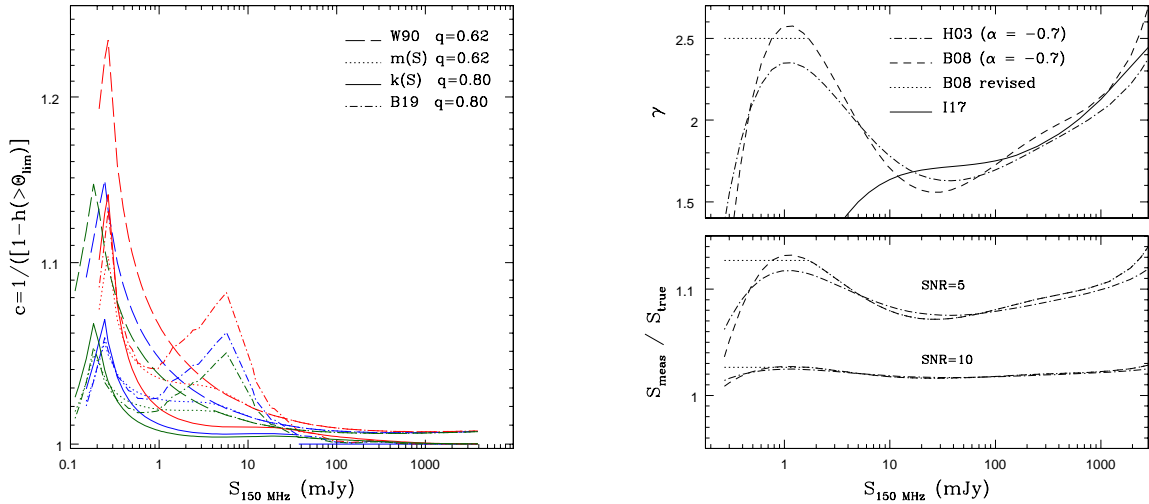 c=1/([1-h(>Θlim)]
1.2
1.1
1
W90 q=0.62
m(S) q=0.62
k(S) q=0.80
B19 q=0.80
0.1
1
10
100
1000
S150 MHz (mJy)
γ
2.5
2
1.5
H03 (α = −0.7)
B08 (α = −0.7)
B08 revised
I17
Smeas / Strue
1.1
1
SNR=5
SNR=10
1
10
100
1000
S150 MHz (mJy)